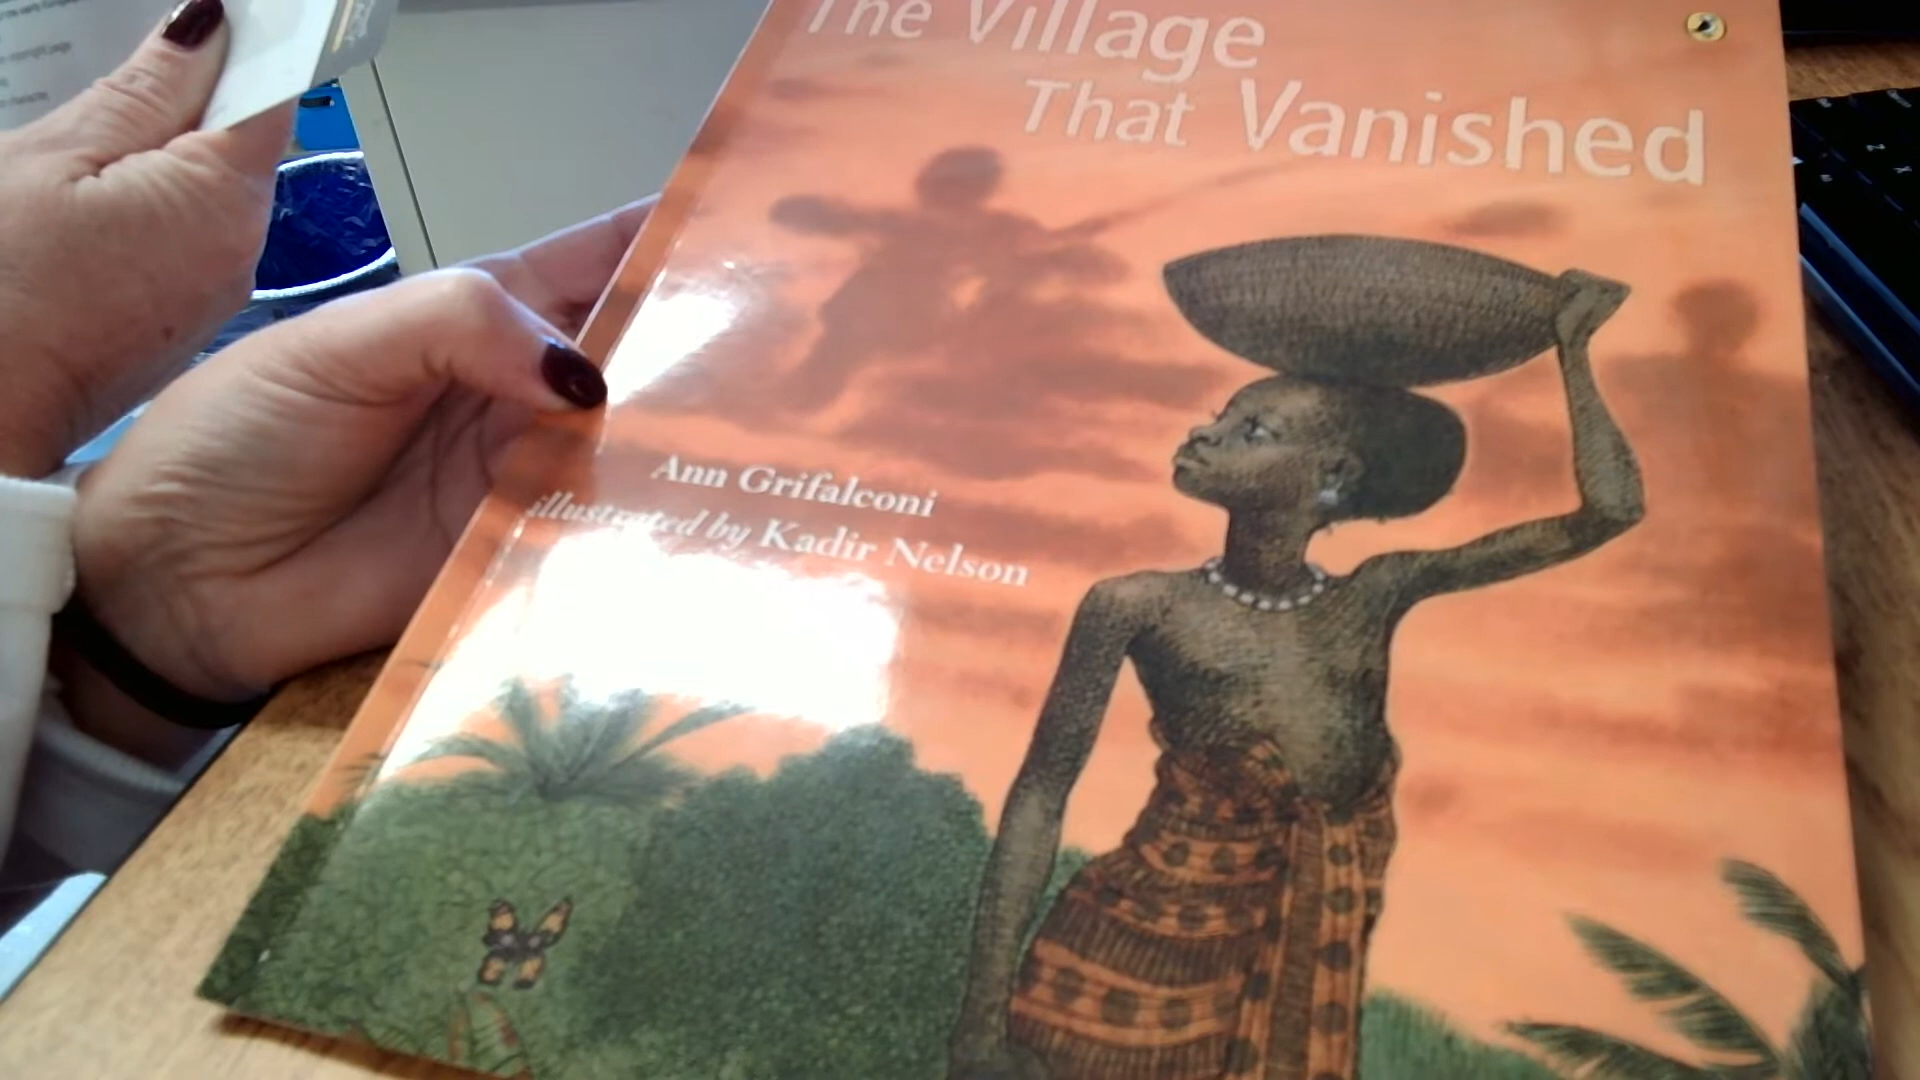 The Village
That Vanished
Ann Grifalconi
illustrated by Kadir Nelson
Z
X